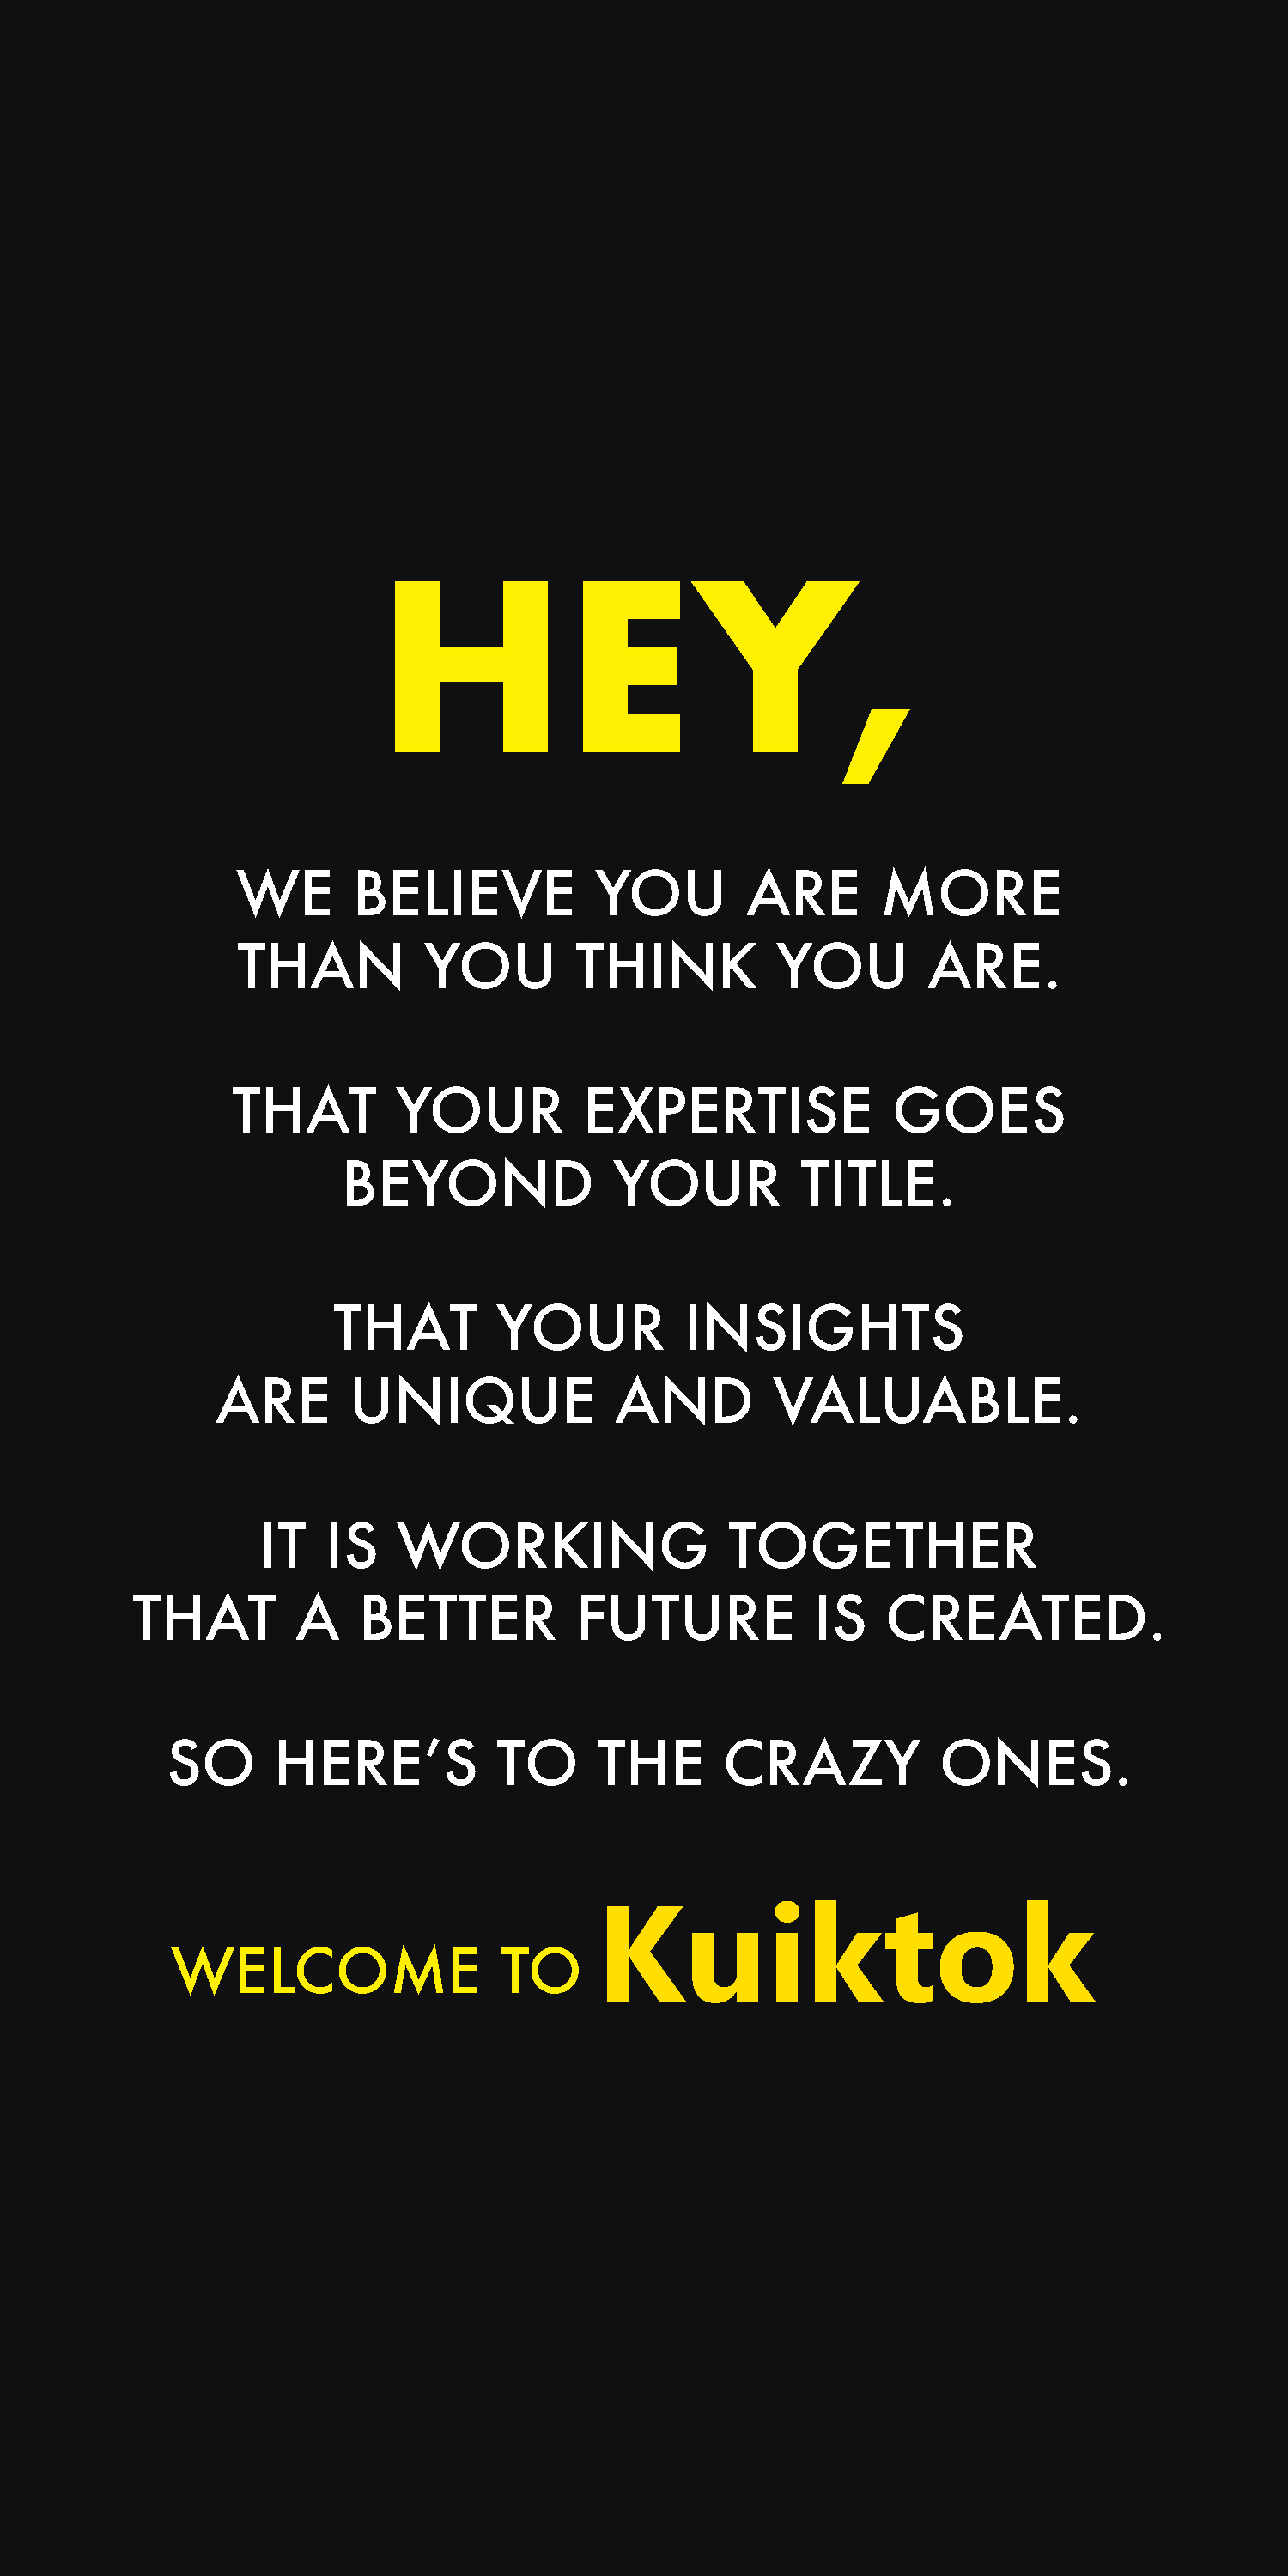 HEY,
WE BELIEVE YOU ARE MORE
THAN YOU THINK YOU ARE.
THAT YOUR EXPERTISE GOES
BEYOND YOUR TITLE.
THAT YOUR INSIGHTS
ARE UNIQUE AND VALUABLE.
IT IS WORKING TOGETHER
THAT A BETTER FUTURE IS CREATED.
SO HERE’S TO THE CRAZY ONES.
WELCOME TO Kuiktok